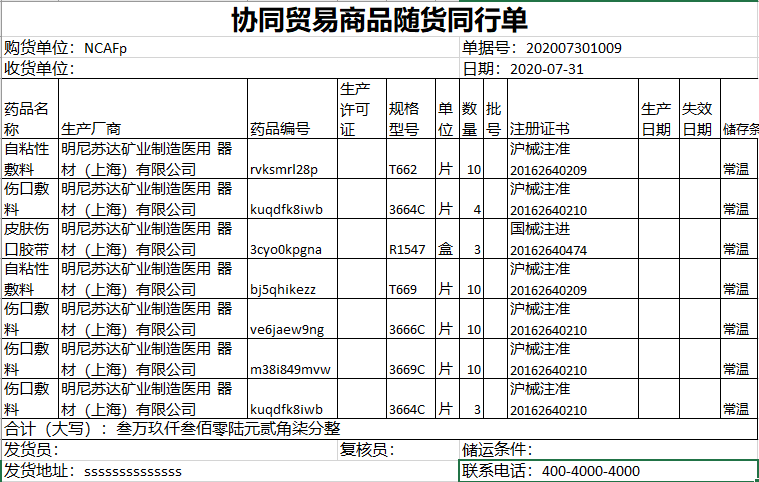 协同贸易商品随货同行单
购货单位：NCAFp 单据号：202007301009
收货单位： 日期：2020-07-31
药品名称 生产厂商 药品编号 生产许可证 规格型号 单位 数量 批号 注册证书 生产日期 失效日期 储存条
自粘性敷料 明尼苏达矿业制造医用 器材（上海）有限公司 rvksmrl28p T662 片 10 沪械注准20162640209 常温
伤口敷料 明尼苏达矿业制造医用 器材（上海）有限公司 kuqdfk8iwb 3664C 片 4 沪械注准20162640210 常温
皮肤伤口胶带 明尼苏达矿业制造医用 器材（上海）有限公司 3cyo0kpgna R1547 盒 3 国械注进20162640474 常温
自粘性敷料 明尼苏达矿业制造医用 器材（上海）有限公司 bj5qhikezz T669 片 10 沪械注准20162640209 常温
伤口敷料 明尼苏达矿业制造医用 器材（上海）有限公司 ve6jaew9ng 3666C 片 10 沪械注准20162640210 常温
伤口敷料 明尼苏达矿业制造医用 器材（上海）有限公司 m38i849mvw 3669C 片 10 沪械注准20162640210 常温
伤口敷料 明尼苏达矿业制造医用 器材（上海）有限公司 kuqdfk8iwb 3664C 片 3 沪械注准20162640210 常温
合计（大写）：叁万玖仟叁佰零陆元贰角柒分整
发货员： 复核员： 储运条件：
发货地址：ssssssssssssss 联系电话：400-4000-4000